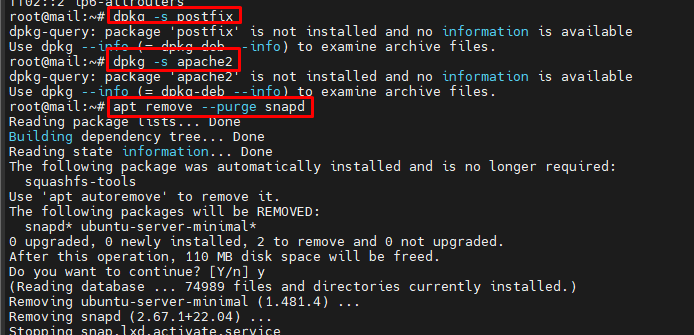 ff02::2 ip6-allrouters
root@mail:~# dpkg -s postfix
dpkg-query: package 'postfix' is not installed and no information is available
Use dpkg --info (= dpkg-deb --info) to examine archive files.
root@mail:~# dpkg -s apache2
dpkg-query: package 'apache2' is not installed and no information is available
Use dpkg --info (= dpkg-deb --info) to examine archive files.
root@mail:~# apt remove --purge snapd
Reading package lists... Done
Building dependency tree... Done
Reading state information... Done
The following package was automatically installed and is no longer required:
  squashfs-tools
Use 'apt autoremove' to remove it.
The following packages will be REMOVED:
  snapd* ubuntu-server-minimal*
0 upgraded, 0 newly installed, 2 to remove and 0 not upgraded.
After this operation, 110 MB disk space will be freed.
Do you want to continue? [Y/n] y
(Reading database ... 74989 files and directories currently installed.)
Removing ubuntu-server-minimal (1.481.4) ...
Removing snapd (2.67.1+22.04) ...
Stopping snap.lxd.activate.service